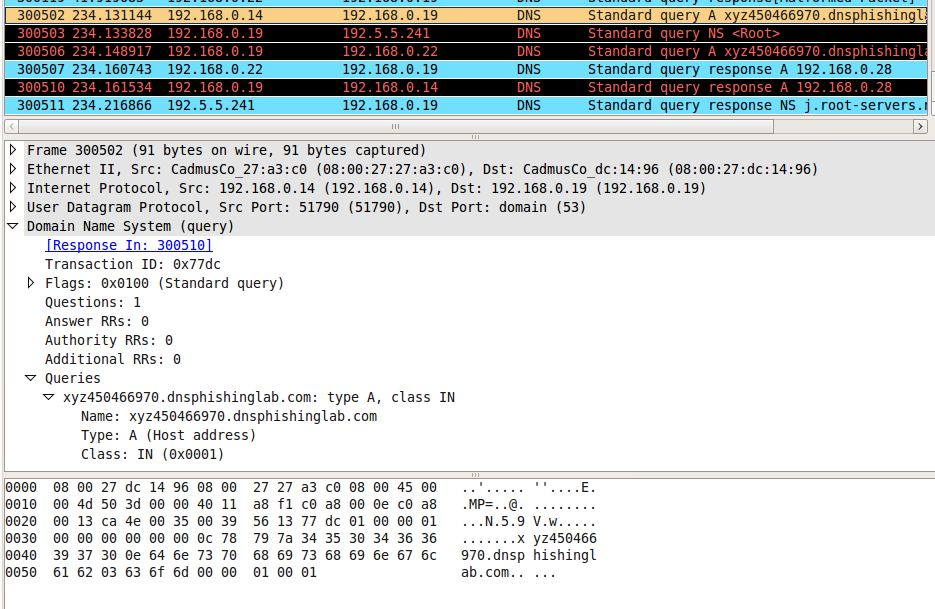 300502 234.131144 192.168.0.14 192.168.0.19 DNS Standard query A xyz450466970.dnsphishingl
300503 234.133828 192.168.0.19 192.5.5.241 DNS Standard query NS <Root>
300506 234.148917 192.168.0.19 192.168.0.22 DNS Standard query A xyz450466970.dnsphishingl
300507 234.160743 192.168.0.22 192.168.0.19 DNS Standard query response A 192.168.0.28
300510 234.161534 192.168.0.19 192.168.0.14 DNS Standard query response A 192.168.0.28
300511 234.216866 192.5.5.241 192.168.0.19 DNS Standard query response NS j.root-servers.
Frame 300502 (91 bytes on wire, 91 bytes captured)
Ethernet II, Src: CadmusCo_27:a3:c0 (08:00:27:27:a3:c0), Dst: CadmusCo_dc:14:96 (08:00:27:dc:14:96)
Internet Protocol, Src: 192.168.0.14 (192.168.0.14), Dst: 192.168.0.19 (192.168.0.19)
User Datagram Protocol, Src Port: 51790 (51790), Dst Port: domain (53)
Domain Name System (query)
[Response In: 300510]
Transaction ID: 0x77dc
Flags: 0x0100 (Standard query)
Questions: 1
Answer RRs: 0
Authority RRs: 0
Additional RRs: 0
Queries
xyz450466970.dnsphishinglab.com: type A, class IN
Name: xyz450466970.dnsphishinglab.com
Type: A (Host address)
Class: IN (0x0001)
0000 08 00 27 dc 14 96 08 00 27 27 a3 c0 08 00 45 00 ..'..... ''....E.
0010 00 4d 50 3d 00 00 40 11 a8 f1 c0 a8 00 0e c0 a8 .MP=..@. ........
0020 00 13 ca 4e 00 35 00 39 56 13 77 dc 01 00 00 01 ...N.5.9 V.w.....
0030 00 00 00 00 00 00 0c 78 79 7a 34 35 30 34 36 36 .......x yz450466
0040 39 37 30 0e 64 6e 73 70 68 69 73 68 69 6e 67 6c 970.dnsp hishingl
0050 61 62 03 63 6f 6d 00 00 01 00 01 ab.com.. ...